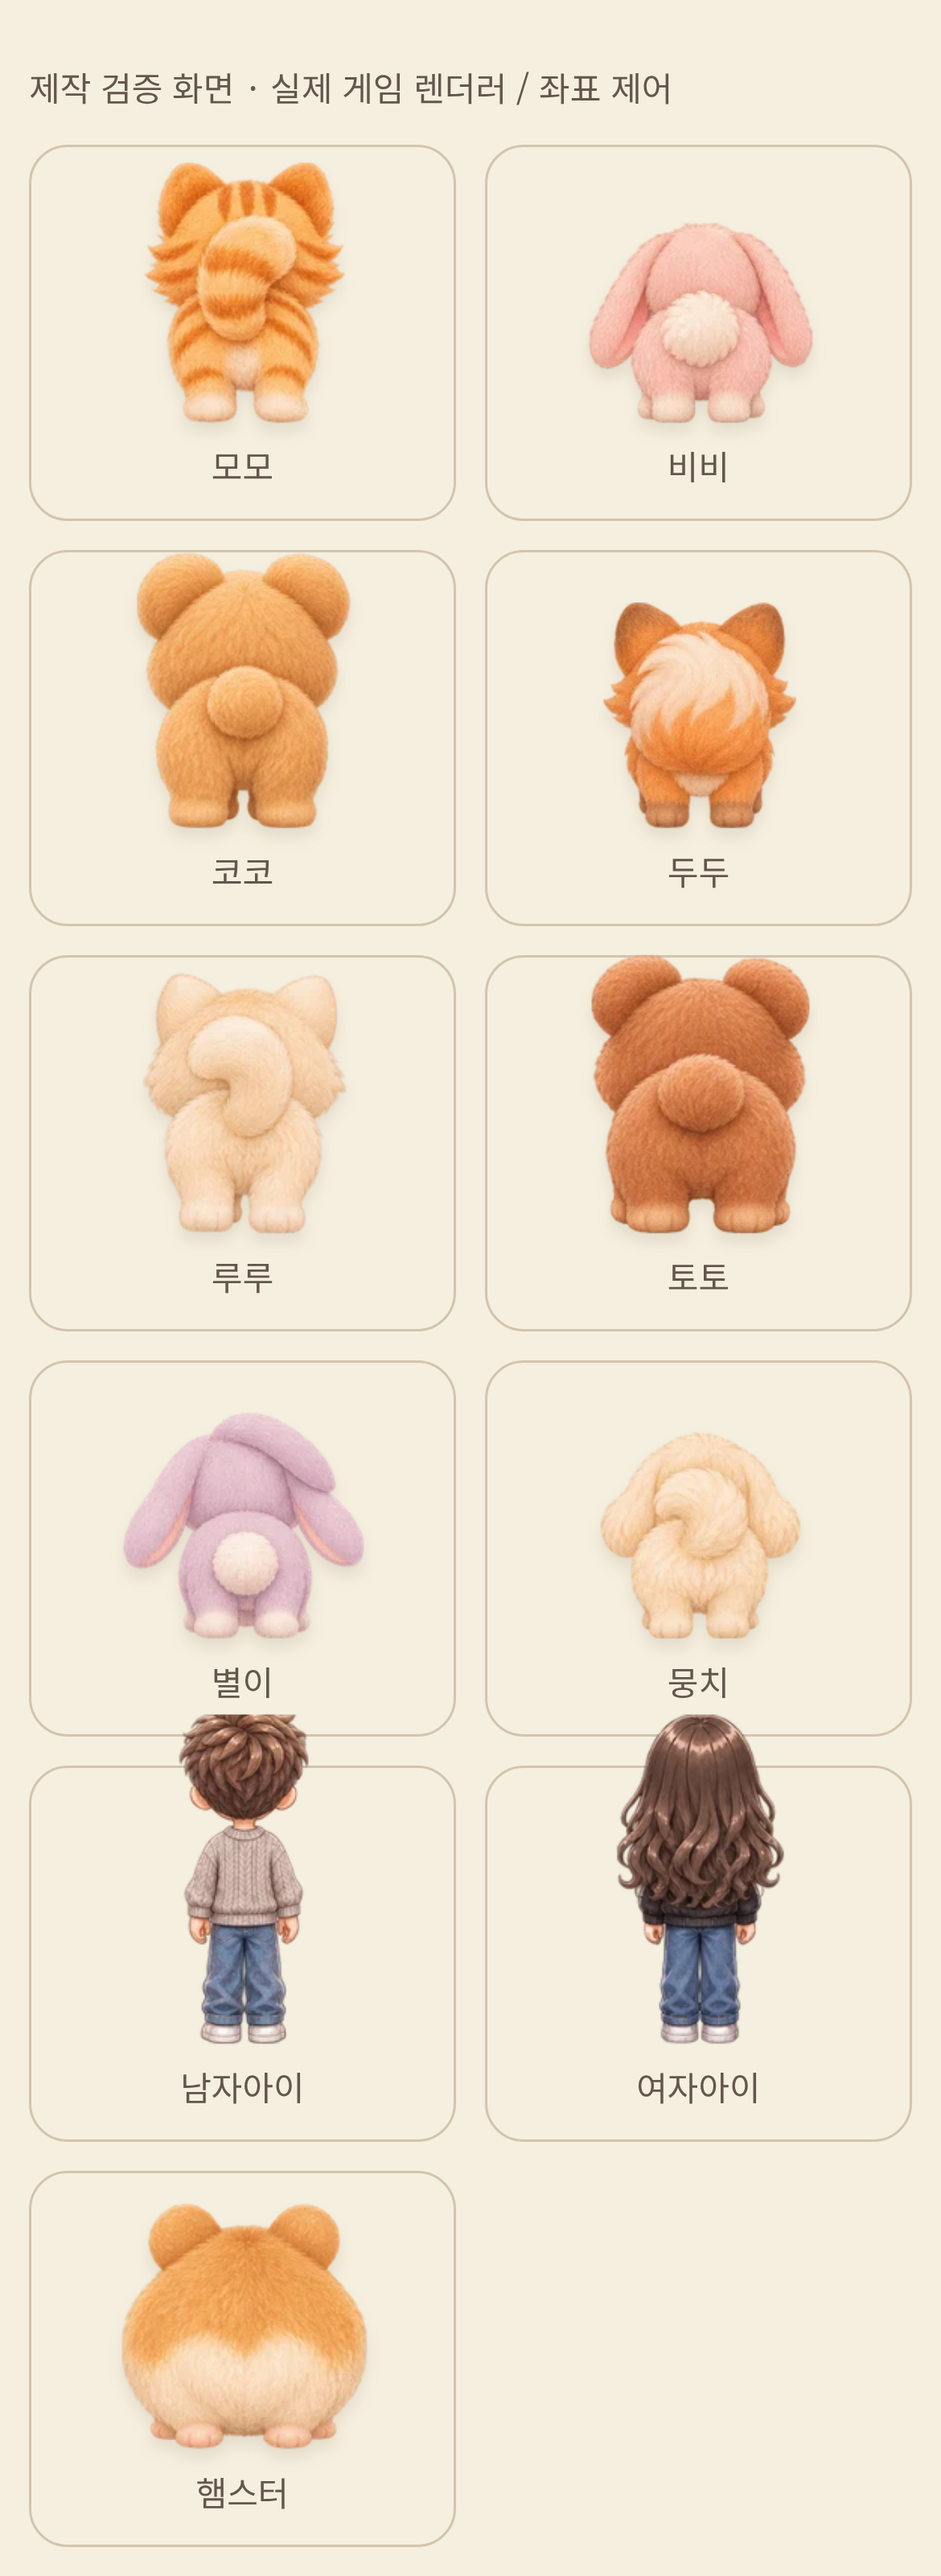 제작 검증 화면 · 실제 게임 렌더러 / 좌표 제어
모모
비비
코코
두두
루루
토토
별이
뭉치
남자아이
여자아이
햄스터